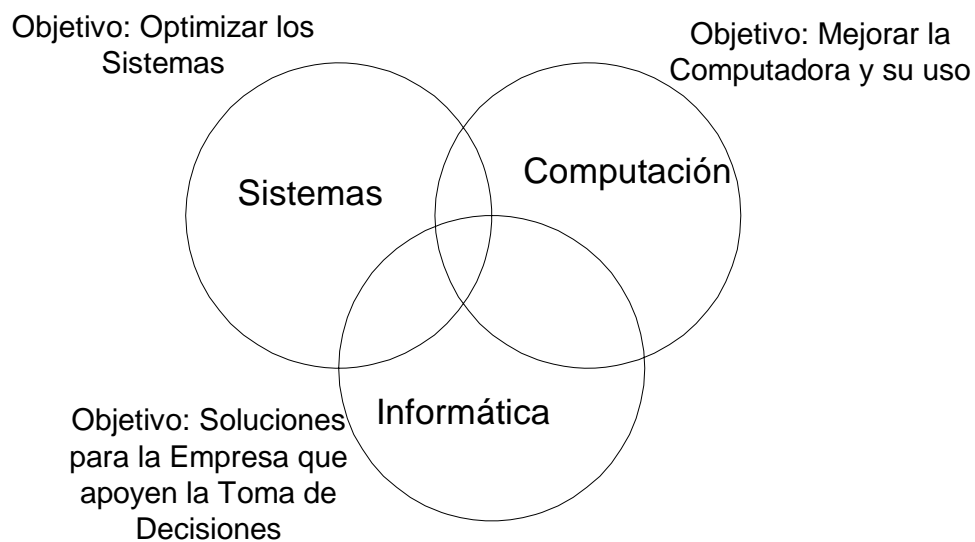 Objetivo: Optimizar los
Sistemas
Objetivo: Mejorar la
Computadora y su uso
Sistemas
Computación
Informática
Objetivo: Soluciones
para la Empresa que
apoyen la Toma de
Decisiones